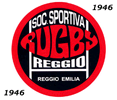 1946
SOC. SPORTIVA
RUGBY
REGGIO
REGGIO EMILIA
1946